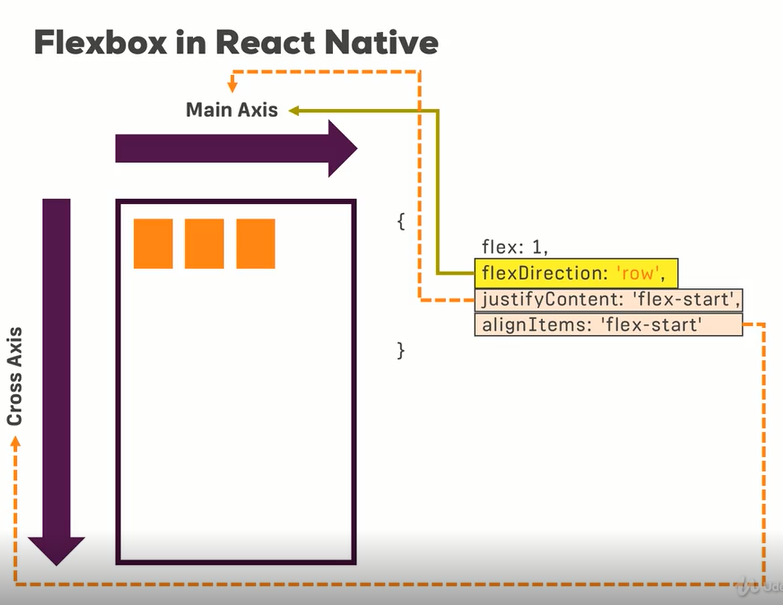 Flexbox in React Native
Main Axis
Cross Axis
{
flex: 1,
flexDirection: 'row',
justifyContent: 'flex-start',
alignItems: 'flex-start'
}